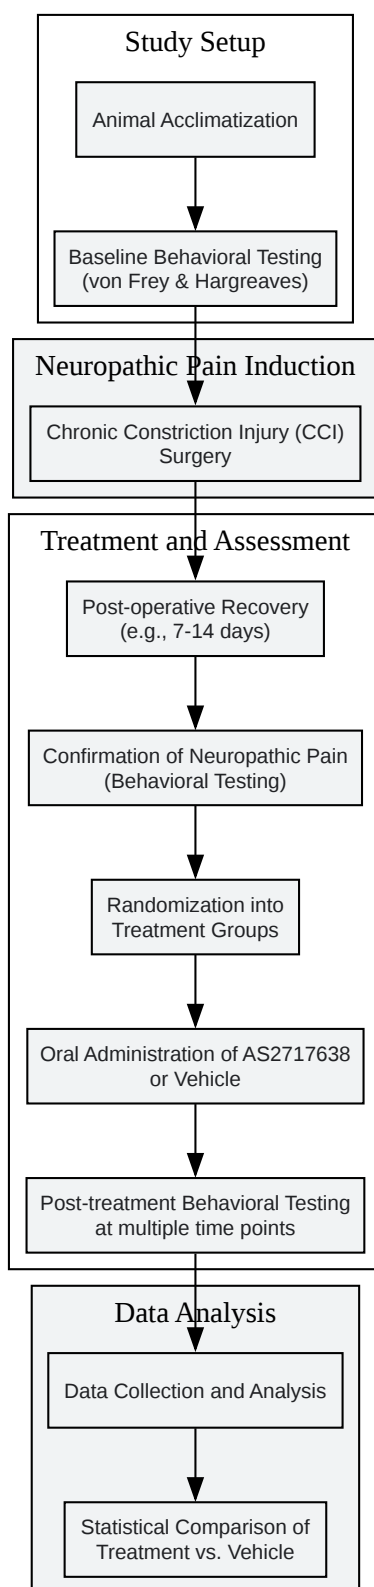 Study Setup
Animal Acclimatization
Baseline Behavioral Testing
(von Frey & Hargreaves)
Neuropathic Pain Induction
Chronic Constriction Injury (CCI)
Surgery
Treatment and Assessment
Post-operative Recovery
(e.g., 7-14 days)
Confirmation of Neuropathic Pain
(Behavioral Testing)
Randomization into
Treatment Groups
Oral Administration of AS2717638
or Vehicle
Post-treatment Behavioral Testing
at multiple time points
Data Analysis
Data Collection and Analysis
Statistical Comparison of
Treatment vs. Vehicle